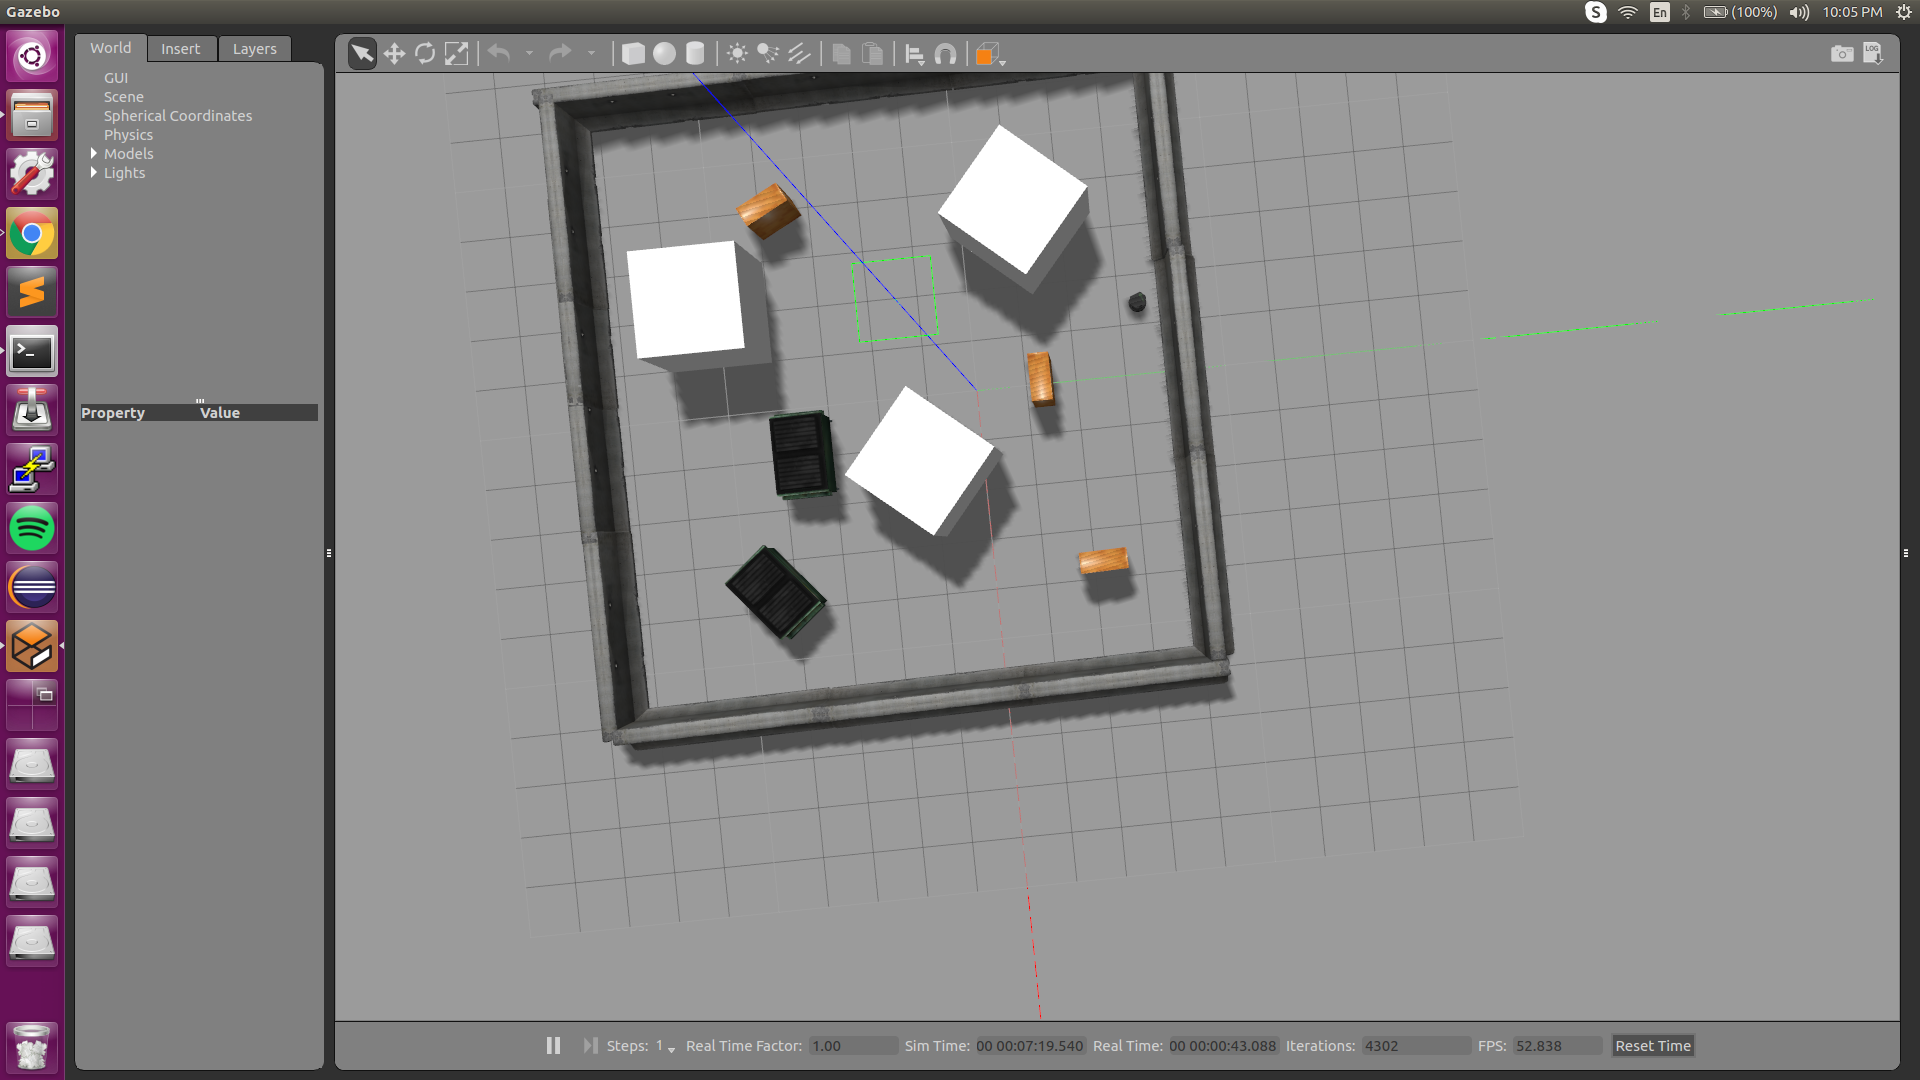 Gazebo
S En (100%) 10:05 PM
World Insert Layers
LOG
GUI
Scene
Spherical Coordinates
Physics
Models
Lights
Property Value
Steps: 1 Real Time Factor: 1.00 Sim Time: 00 00:07:19.540 Real Time: 00 00:00:43.088 Iterations: 4302 FPS: 52.838 Reset Time